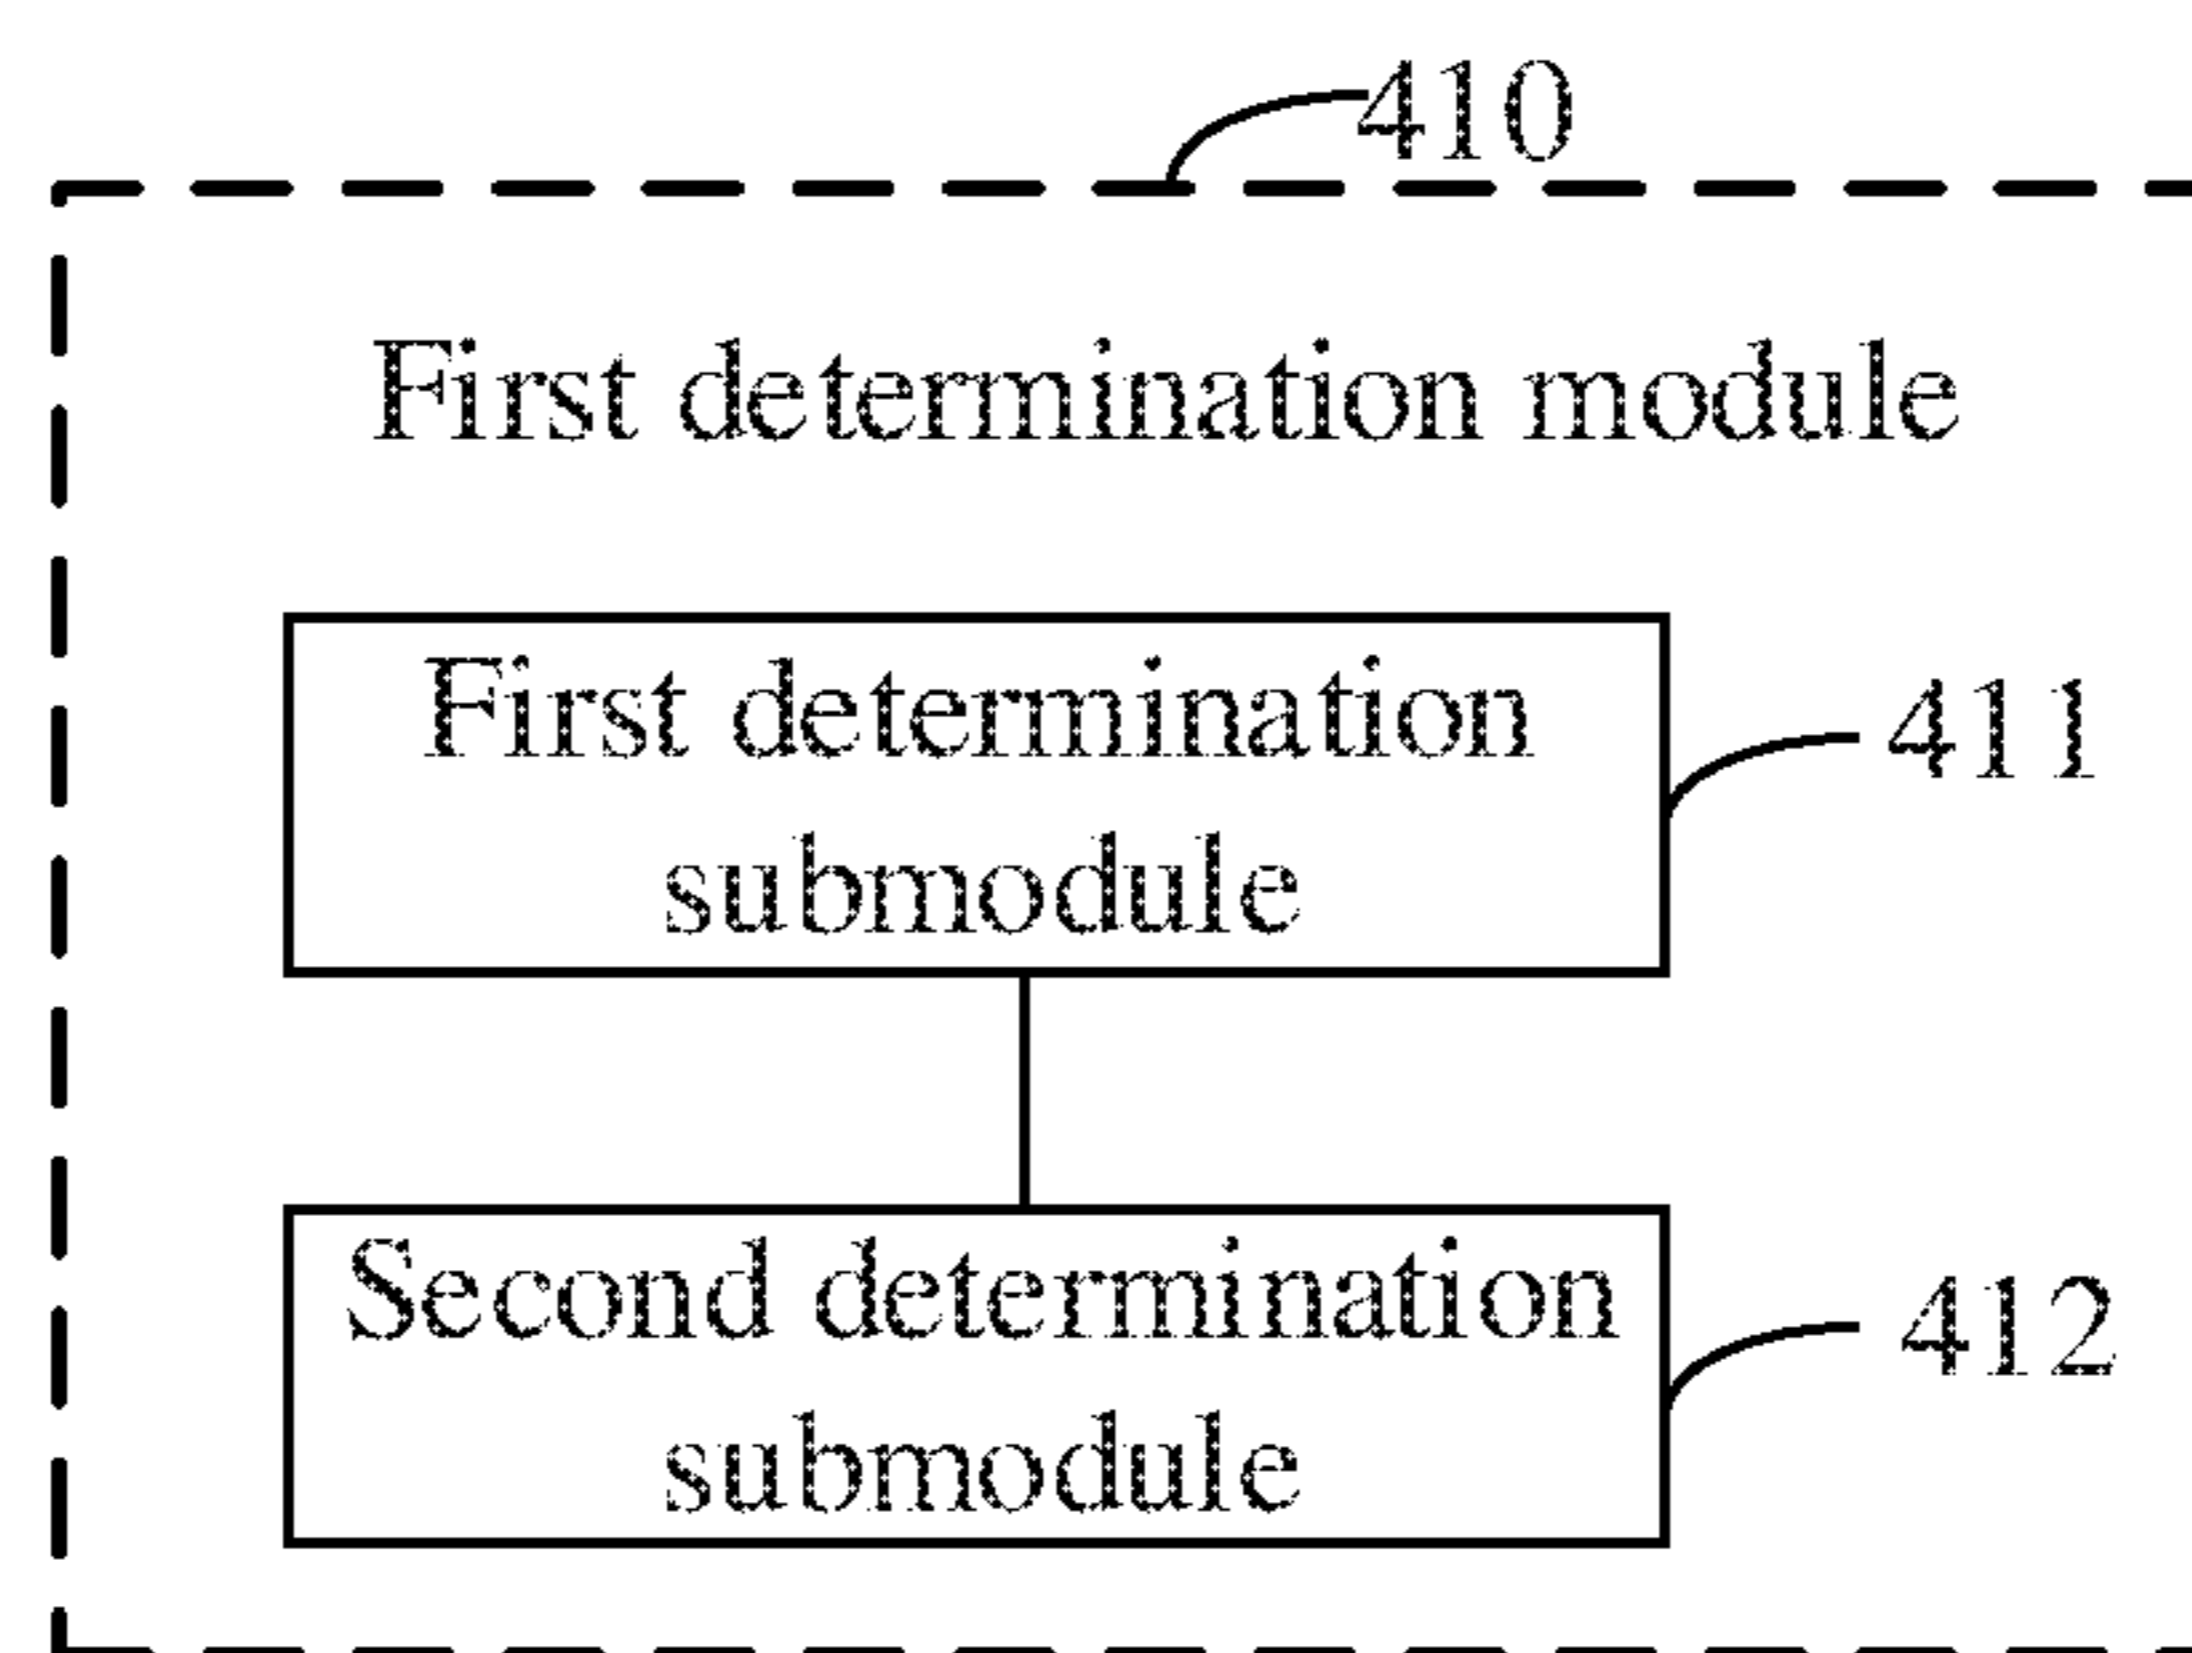 410
First determination module
First determination
submodule
411
Second determination
submodule
412